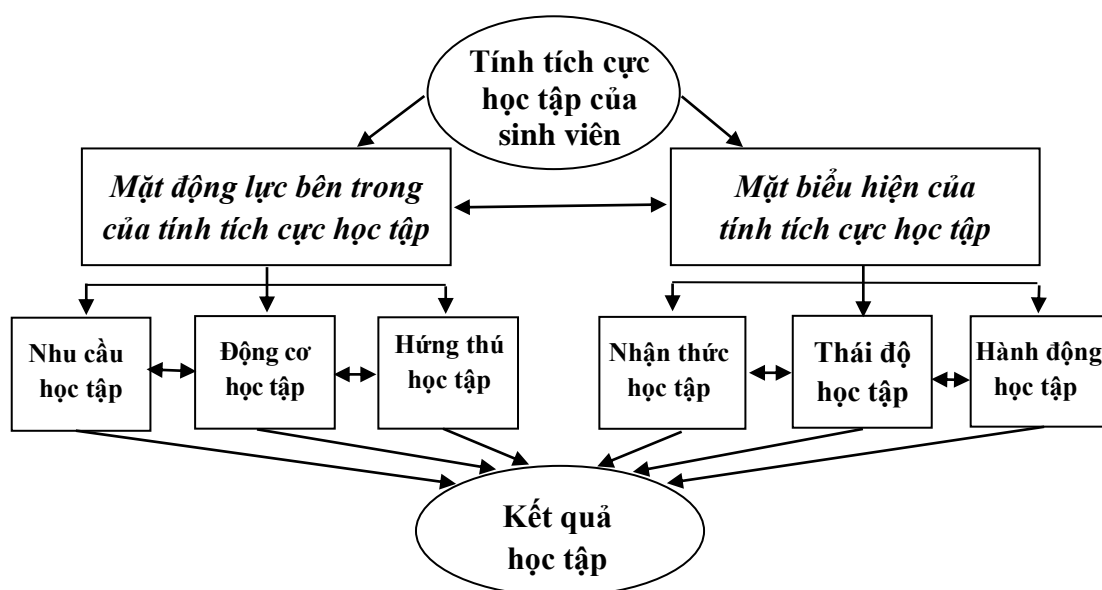 Tính tích cực
học tập của
sinh viên
Mặt động lực bên trong
của tính tích cực học tập
Mặt biểu hiện của
tính tích cực học tập
Nhu cầu
học tập
Động cơ
học tập
Hứng thú
học tập
Nhận thức
học tập
Thái độ
học tập
Hành động
học tập
Kết quả
học tập